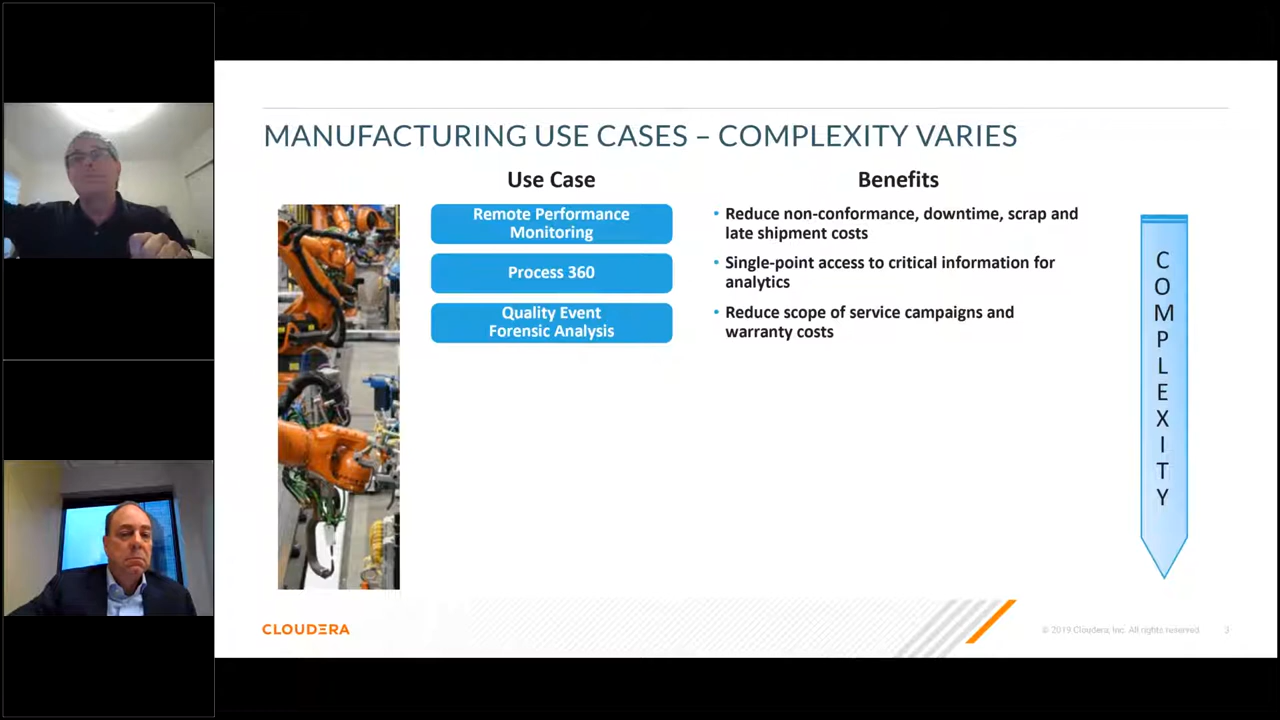 MANUFACTURING USE CASES – COMPLEXITY VARIES
Use Case
Benefits
Remote Performance
Monitoring
• Reduce non-conformance, downtime, scrap and
late shipment costs
Process 360
• Single-point access to critical information for
analytics
Quality Event
Forensic Analysis
• Reduce scope of service campaigns and
warranty costs
C
O
M
P
L
E
X
I
T
Y
CLOUDERA
© 2019 Cloudera, Inc. All rights reserved